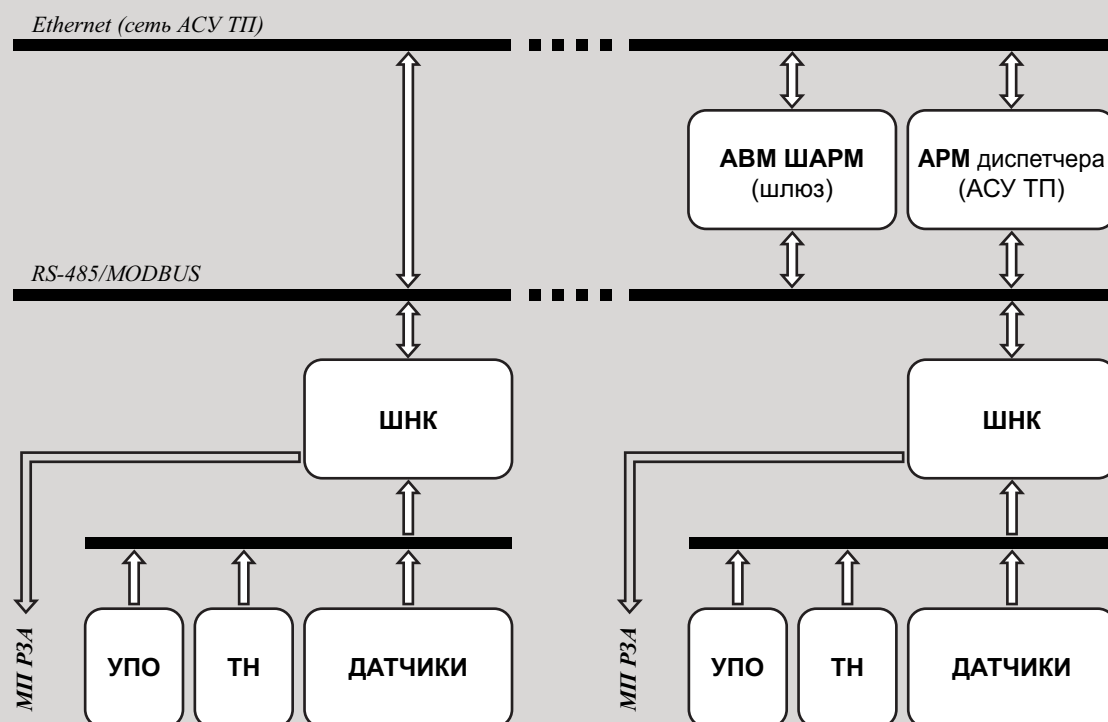 Ethernet (сеть АСУ ТП)
АВМ ШАРМ
(шлюз)
АРМ диспетчера
(АСУ ТП)
RS-485/MODBUS
ШНК
ШНК
МП РЗА
УПО
ТН
ДАТЧИКИ
МП РЗА
УПО
ТН
ДАТЧИКИ